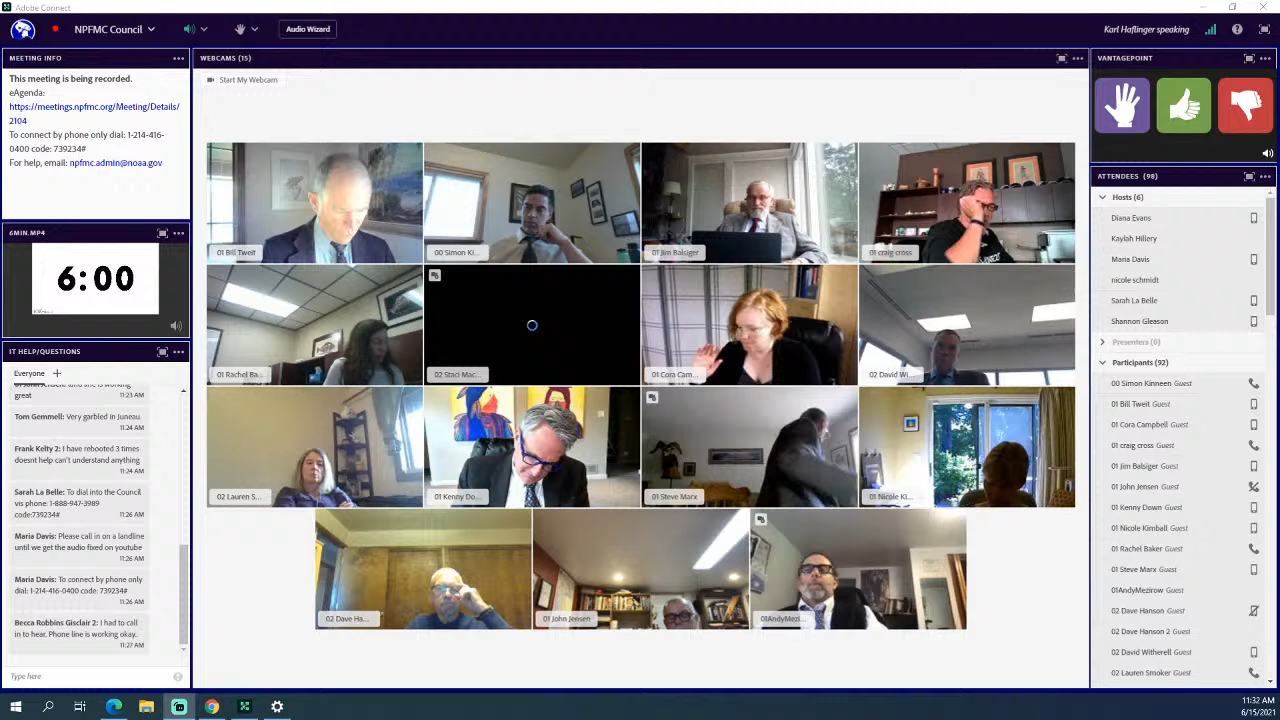 Adobe Connect
NPFMC Council
Audio Wizard
Karl Haflinger speaking
MEETING INFO
This meeting is being recorded.
eAgenda:
https://meetings.npfmc.org/Meeting/Details/
2104
To connect by phone only dial: 1-214-416-
0400 code: 739234#
For help, email: npfmc.admin@noaa.gov
6MIN.MP4
6:00
IT HELP/QUESTIONS
Everyone
great
11:23 AM
Tom Gemmell: Very garbled in Juneau.
11:24 AM
Frank Kelty 2: I have rebooted 3 times
doesnt help can't understand anything
11:24 AM
Sarah La Belle: To dial into the Council
vis phone: 1-888-947-3989
code:739234#
11:26 AM
Maria Davis: Please call in on a landline
until we get the audio fixed on youtube
11:26 AM
Maria Davis: To connect by phone only
dial: 1-214-416-0400 code: 739234#
11:26 AM
Becca Robbins Gisclair 2: I had to call
in to hear. Phone line is working okay.
11:27 AM
Type here
WEBCAMS (15)
Start My Webcam
01 Bill Tweit
00 Simon Ki...
01 Jim Balsiger
01 craig cross
01 Rachel Ba...
02 Staci Mac...
01 Cora Cam...
02 David Wi...
02 Lauren S...
01 Kenny Do...
01 Steve Marx
01 Nicole Ki...
02 Dave Ha...
01 John Jensen
01AndyMezi...
VANTAGEPOINT
ATTENDEES (98)
Hosts (6)
Diana Evans
Kaylah Hillery
Maria Davis
nicole schmidt
Sarah La Belle
Shannon Gleason
Presenters (0)
Participants (92)
00 Simon Kinneen Guest
01 Bill Tweit Guest
01 Cora Campbell Guest
01 craig cross Guest
01 Jim Balsiger Guest
01 John Jensen Guest
01 Kenny Down Guest
01 Nicole Kimball Guest
01 Rachel Baker Guest
01 Steve Marx Guest
01AndyMezirow Guest
02 Dave Hanson Guest
02 Dave Hanson 2 Guest
02 David Witherell Guest
02 Lauren Smoker Guest
11:32 AM
6/15/2021